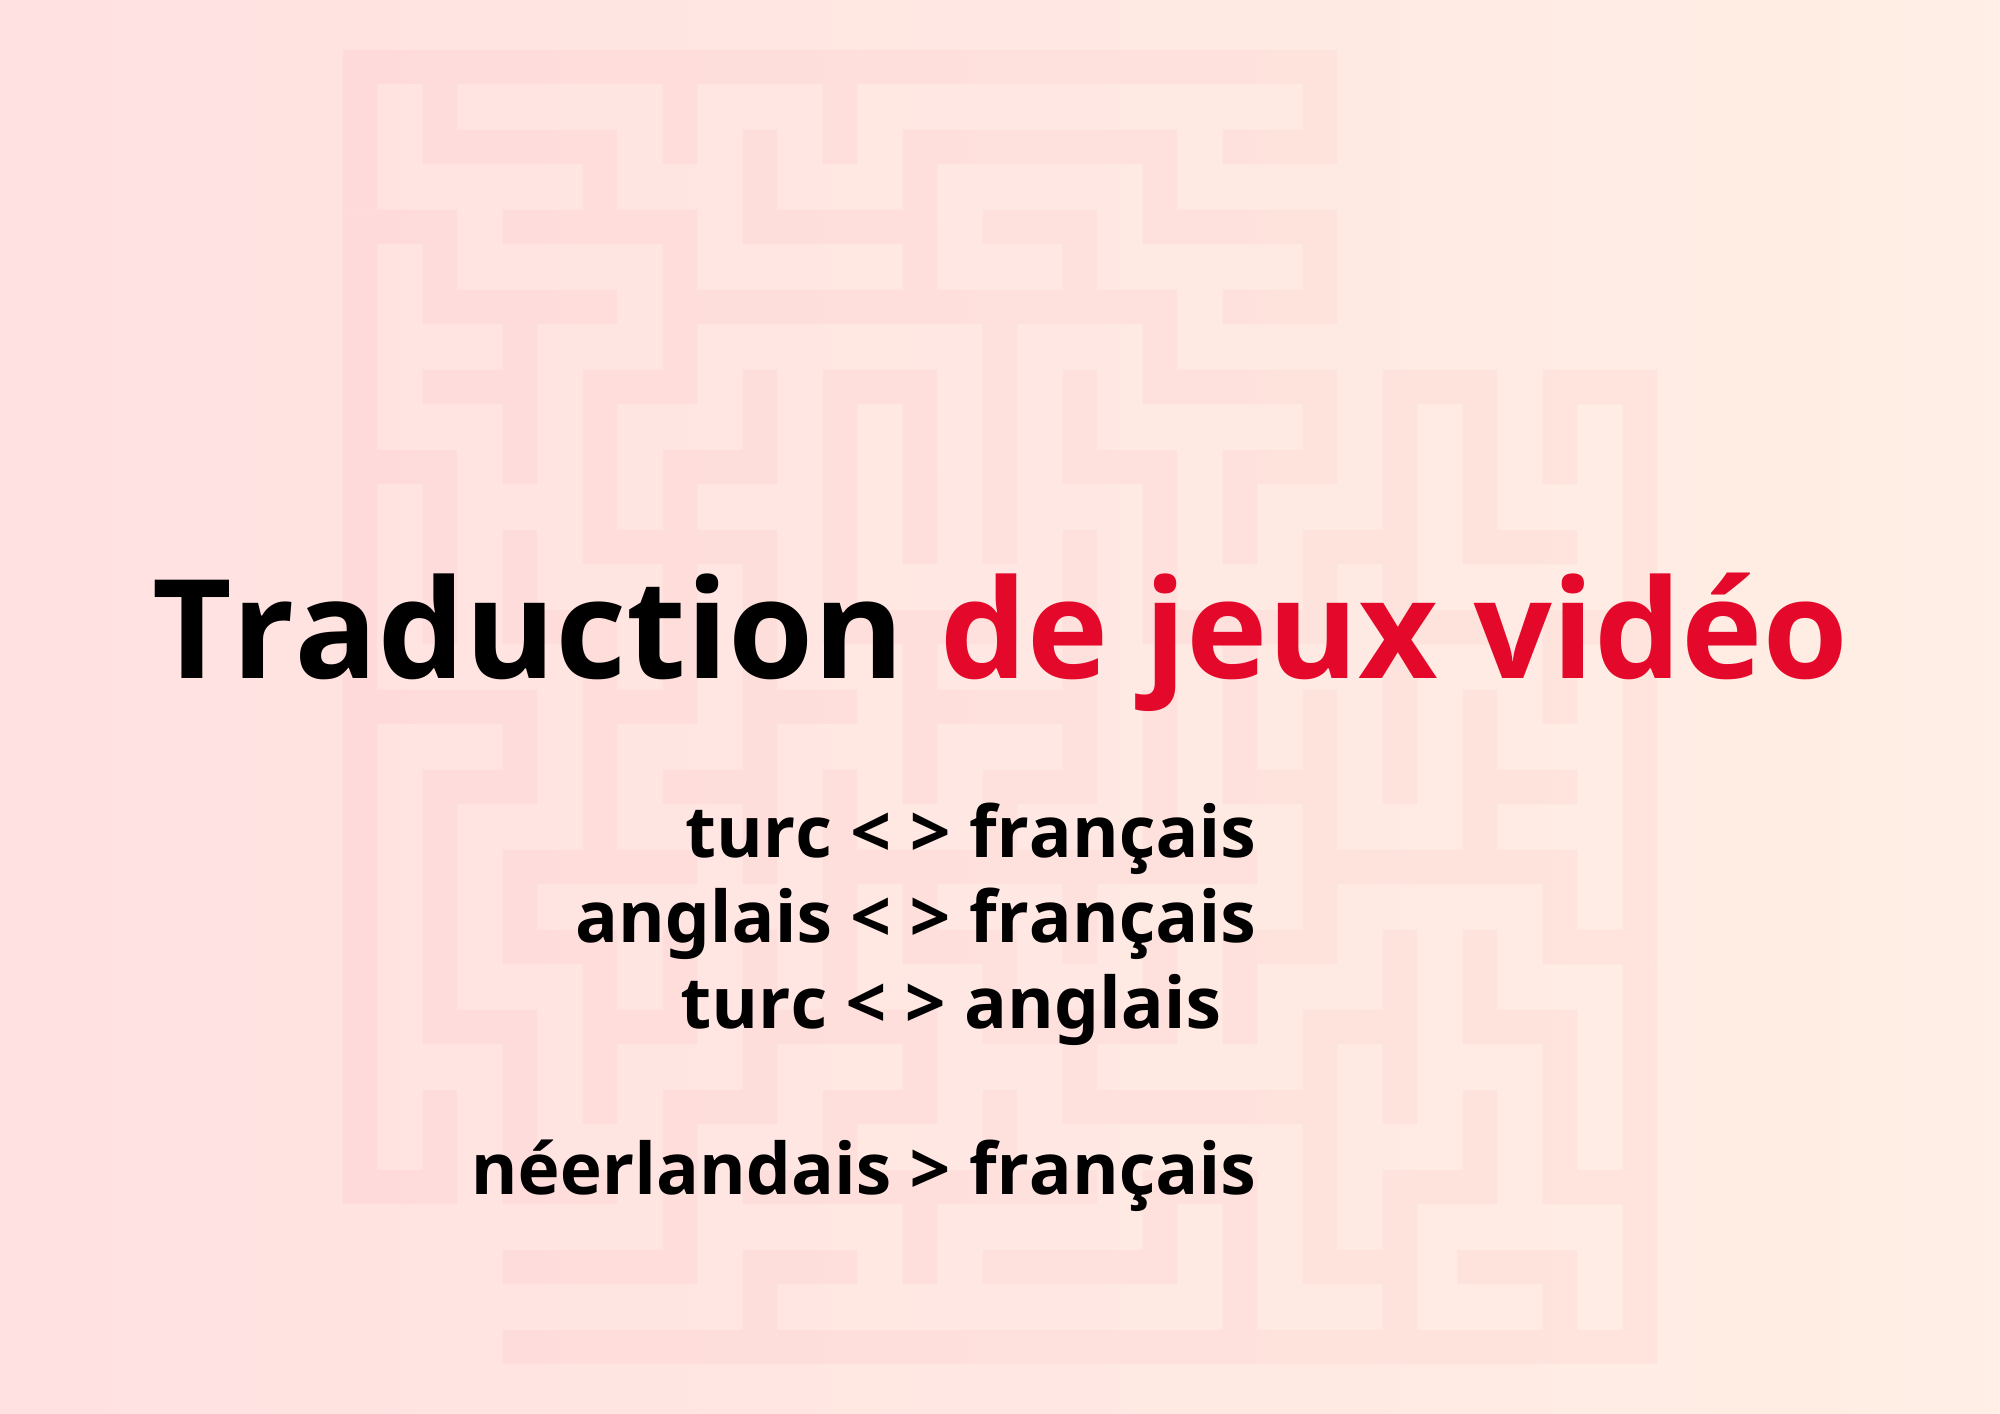 Traduction de jeux vidéo
turc < > français
anglais < > français
turc < > anglais
néerlandais > français